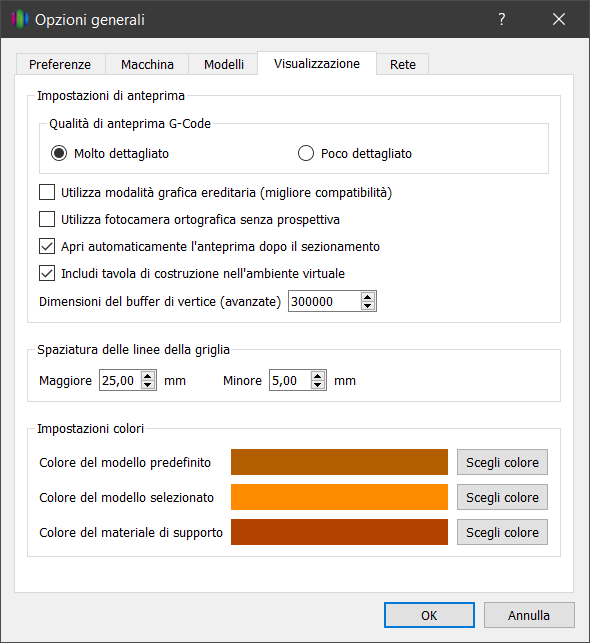 Opzioni generali
Preferenze Macchina Modelli Visualizzazione Rete
Impostazioni di anteprima
Qualità di anteprima G-Code
Molto dettagliato Poco dettagliato
Utilizza modalità grafica ereditaria (migliore compatibilità)
Utilizza fotocamera ortografica senza prospettiva
Apri automaticamente l'anteprima dopo il sezionamento
Includi tavola di costruzione nell'ambiente virtuale
Dimensioni del buffer di vertice (avanzate) 300000
Spaziatura delle linee della griglia
Maggiore 25,00 mm Minore 5,00 mm
Impostazioni colori
Colore del modello predefinito Scegli colore
Colore del modello selezionato Scegli colore
Colore del materiale di supporto Scegli colore
OK Annulla